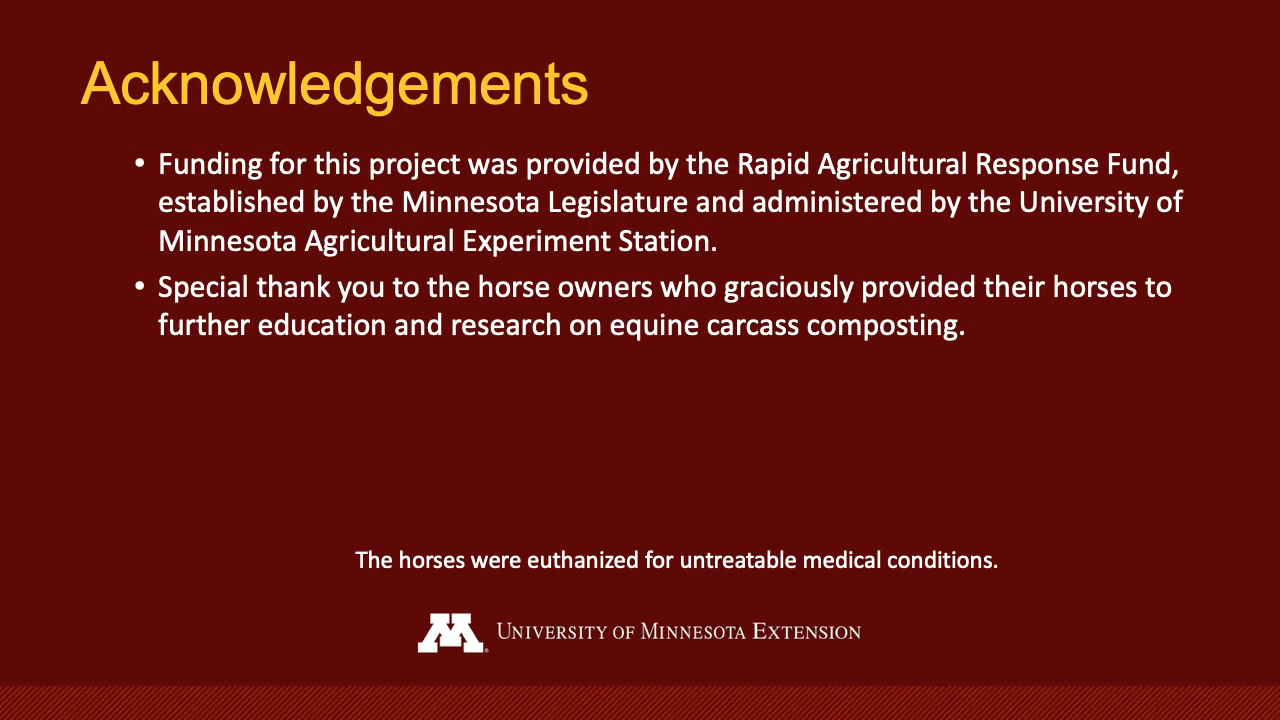 Acknowledgements
• Funding for this project was provided by the Rapid Agricultural Response Fund,
established by the Minnesota Legislature and administered by the University of
Minnesota Agricultural Experiment Station.
• Special thank you to the horse owners who graciously provided their horses to
further education and research on equine carcass composting.
The horses were euthanized for untreatable medical conditions.
M® UNIVERSITY OF MINNESOTA EXTENSION